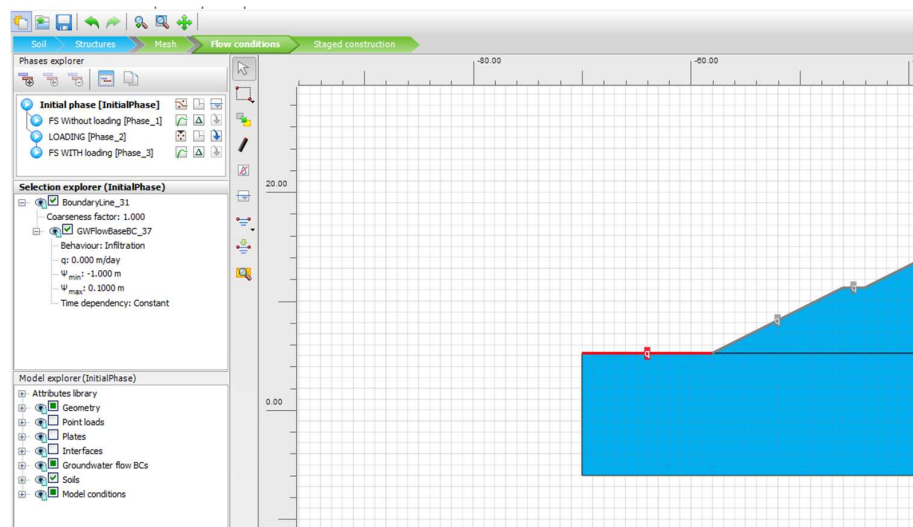 Soil
Structures
Mesh
Flow conditions
Staged construction
Phases explorer
Initial phase [InitialPhase]
FS Without loading [Phase_1]
LOADING [Phase_2]
FS WITH loading [Phase_3]
Selection explorer (InitialPhase)
BoundaryLine_31
Coarseness factor: 1.000
GWFlowBaseBC_37
Behaviour: Infiltration
q: 0.000 m/day
Ψmin: -1.000 m
Ψmax: 0.1000 m
Time dependency: Constant
Model explorer (InitialPhase)
Attributes library
Geometry
Point loads
Plates
Interfaces
Groundwater flow BCs
Soils
Model conditions
-80.00
-60.00
20.00
0.00
q
q
q